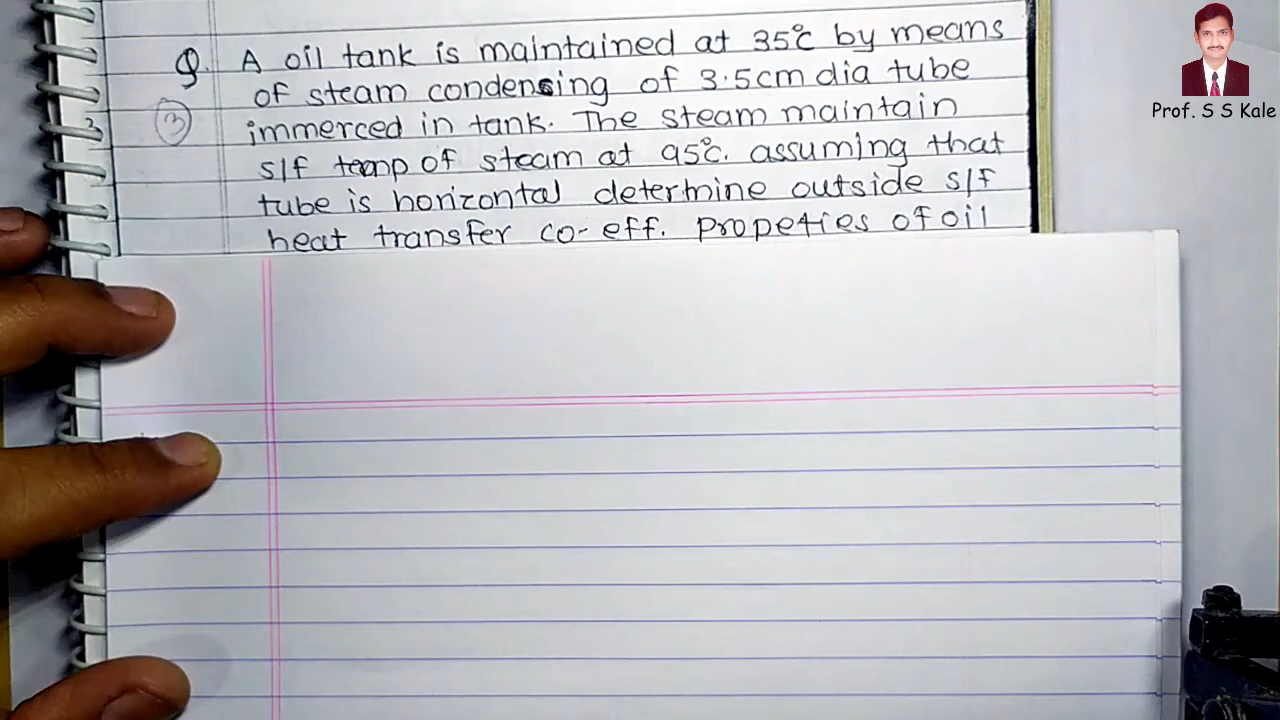 Q. A oil tank is maintained at 35°c by means
of steam condensing of 3.5cm dia tube
3 immerced in tank. The steam maintain
s/f temp of steam at 95°c. assuming that
tube is horizontal determine outside s/f
heat transfer co-eff. Propeties of oil
Prof. S S Kale